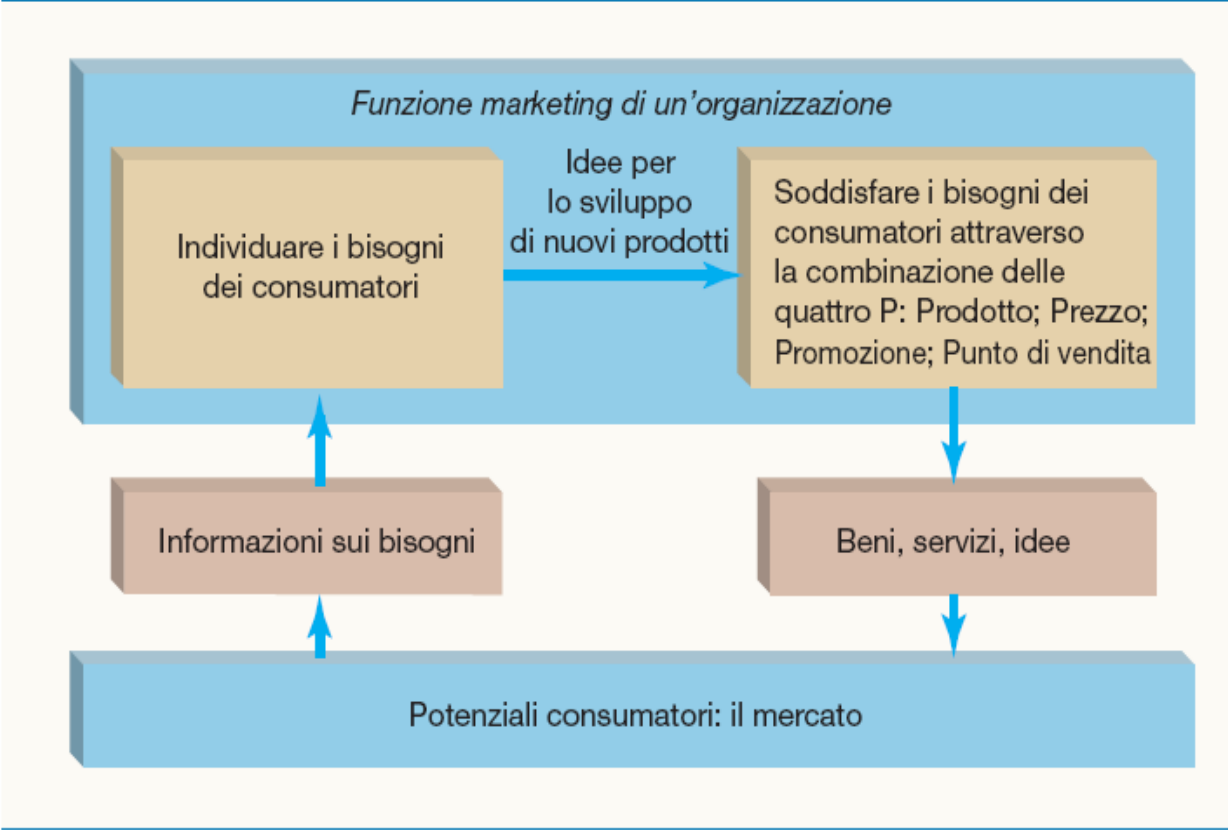 Funzione marketing di un'organizzazione
Individuare i bisogni
dei consumatori
Idee per
lo sviluppo
di nuovi prodotti
Soddisfare i bisogni dei
consumatori attraverso
la combinazione delle
quattro P: Prodotto; Prezzo;
Promozione; Punto di vendita
Informazioni sui bisogni
Beni, servizi, idee
Potenziali consumatori: il mercato